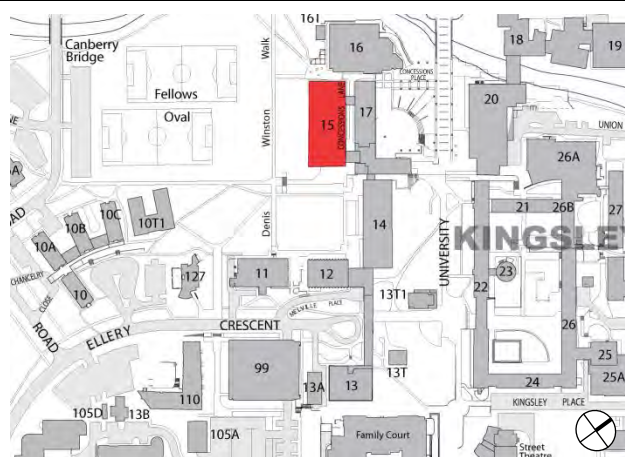 16T
18
19
Canberry
Bridge
Walk
16
CONCESSIONS
PLACE
Fellows
Oval
Winston
15
CONCESSIONS LANE
17
20
UNION
26A
10C
10B
10A
10T1
14
21
26B
27
KINGSLEY
UNIVERSITY
Denis
CHANCELRY
CLOSE
10
127
11
12
MELVILLE PLACE
13T1
22
23
26
ROAD
ROAD
ELLERY
CRESCENT
99
13A
13
13T
24
25
25A
KINGSLEY PLACE
110
105D
13B
105A
Family Court
Street
Theatre